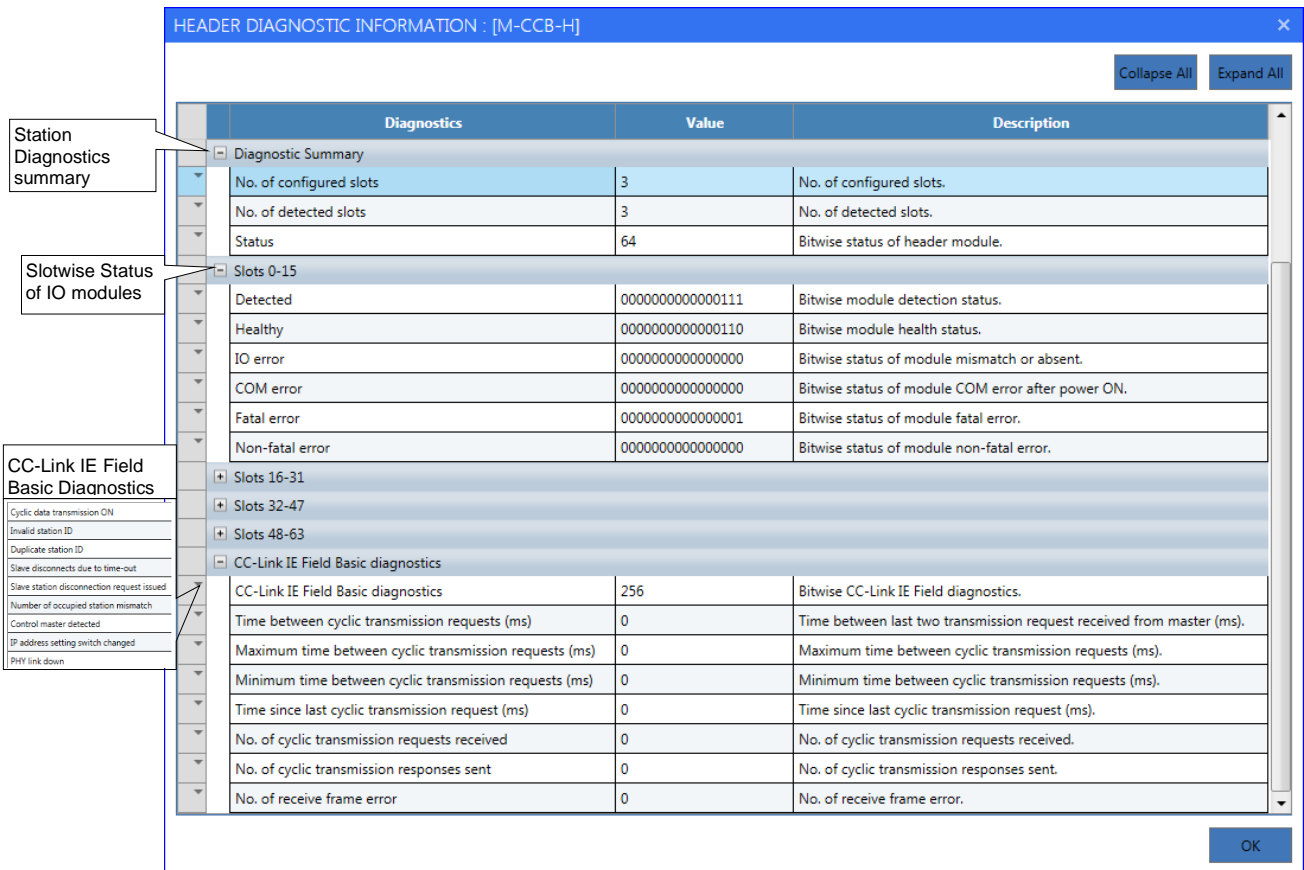 HEADER DIAGNOSTIC INFORMATION : [M-CCB-H]
Collapse All Expand All
Diagnostics Value Description
Station
Diagnostics
summary
Diagnostic Summary
No. of configured slots 3 No. of configured slots.
No. of detected slots 3 No. of detected slots.
Status 64 Bitwise status of header module.
Slotwise Status
of IO modules
Slots 0-15
Detected 0000000000000111 Bitwise module detection status.
Healthy 0000000000000110 Bitwise module health status.
IO error 0000000000000000 Bitwise status of module mismatch or absent.
COM error 0000000000000000 Bitwise status of module COM error after power ON.
Fatal error 0000000000000001 Bitwise status of module fatal error.
Non-fatal error 0000000000000000 Bitwise status of module non-fatal error.
Slots 16-31
Slots 32-47
Slots 48-63
CC-Link IE Field Basic diagnostics
CC-Link IE Field
Basic Diagnostics
Cyclic data transmission ON
Invalid station ID
Duplicate station ID
Slave disconnects due to time-out
Slave station disconnection request issued
Number of occupied station mismatch
Control master detected
IP address setting switch changed
PHY link down
CC-Link IE Field Basic diagnostics 256 Bitwise CC-Link IE Field diagnostics.
Time between cyclic transmission requests (ms) 0 Time between last two transmission request received from master (ms).
Maximum time between cyclic transmission requests (ms) 0 Maximum time between cyclic transmission requests (ms).
Minimum time between cyclic transmission requests (ms) 0 Minimum time between cyclic transmission requests (ms).
Time since last cyclic transmission request (ms) 0 Time since last cyclic transmission request (ms).
No. of cyclic transmission requests received 0 No. of cyclic transmission requests received.
No. of cyclic transmission responses sent 0 No. of cyclic transmission responses sent.
No. of receive frame error 0 No. of receive frame error.
OK